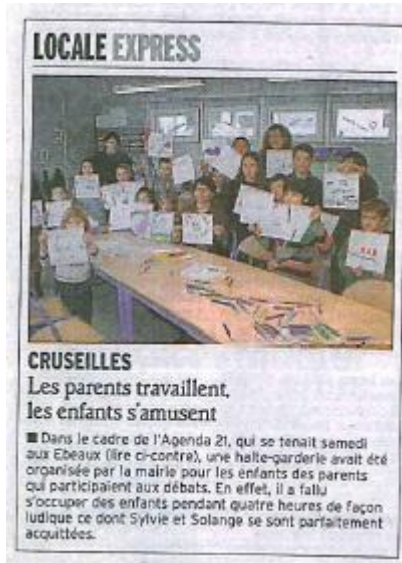 LOCALE EXPRESS
CRUSEILLES
Les parents travaillent,
les enfants s'amusent
■ Dans le cadre de l'Agenda 21, qui se tenait samedi
aux Ebeaux (lire ci-contre), une halte-garderie avait été
organisée par la mairie pour les enfants des parents
qui participaient aux débats. En effet, il a fallu
s'occuper des enfants pendant quatre heures de façon
ludique ce dont Sylvie et Solange se sont parfaitement
acquittées.